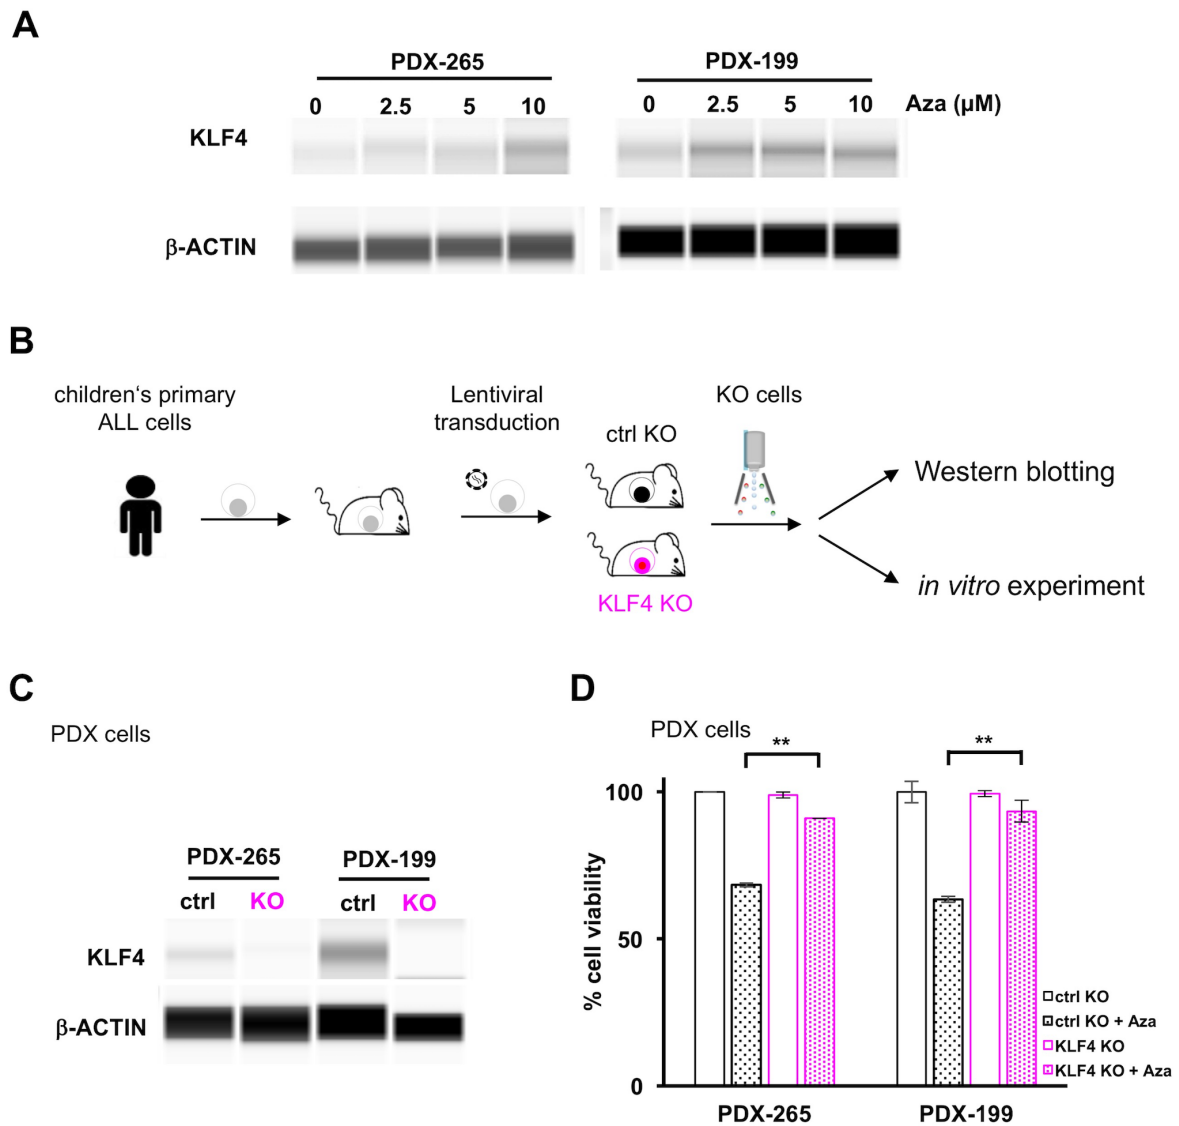 A
PDX-265
PDX-199
0 2.5 5 10 0 2.5 5 10 Aza (µM)
KLF4
β-ACTIN
B
children‘s primary
ALL cells
Lentiviral
transduction
ctrl KO
KLF4 KO
KO cells
Western blotting
in vitro experiment
C
PDX cells
PDX-265 PDX-199
ctrl KO ctrl KO
KLF4
β-ACTIN
D
PDX cells
** **
% cell viability
100
50
0
PDX-265 PDX-199
ctrl KO
ctrl KO + Aza
KLF4 KO
KLF4 KO + Aza